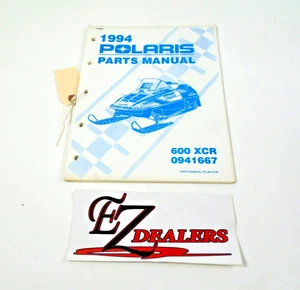 1994
POLARIS
PARTS MANUAL
600 XCR
0941667
EZ DEALERS